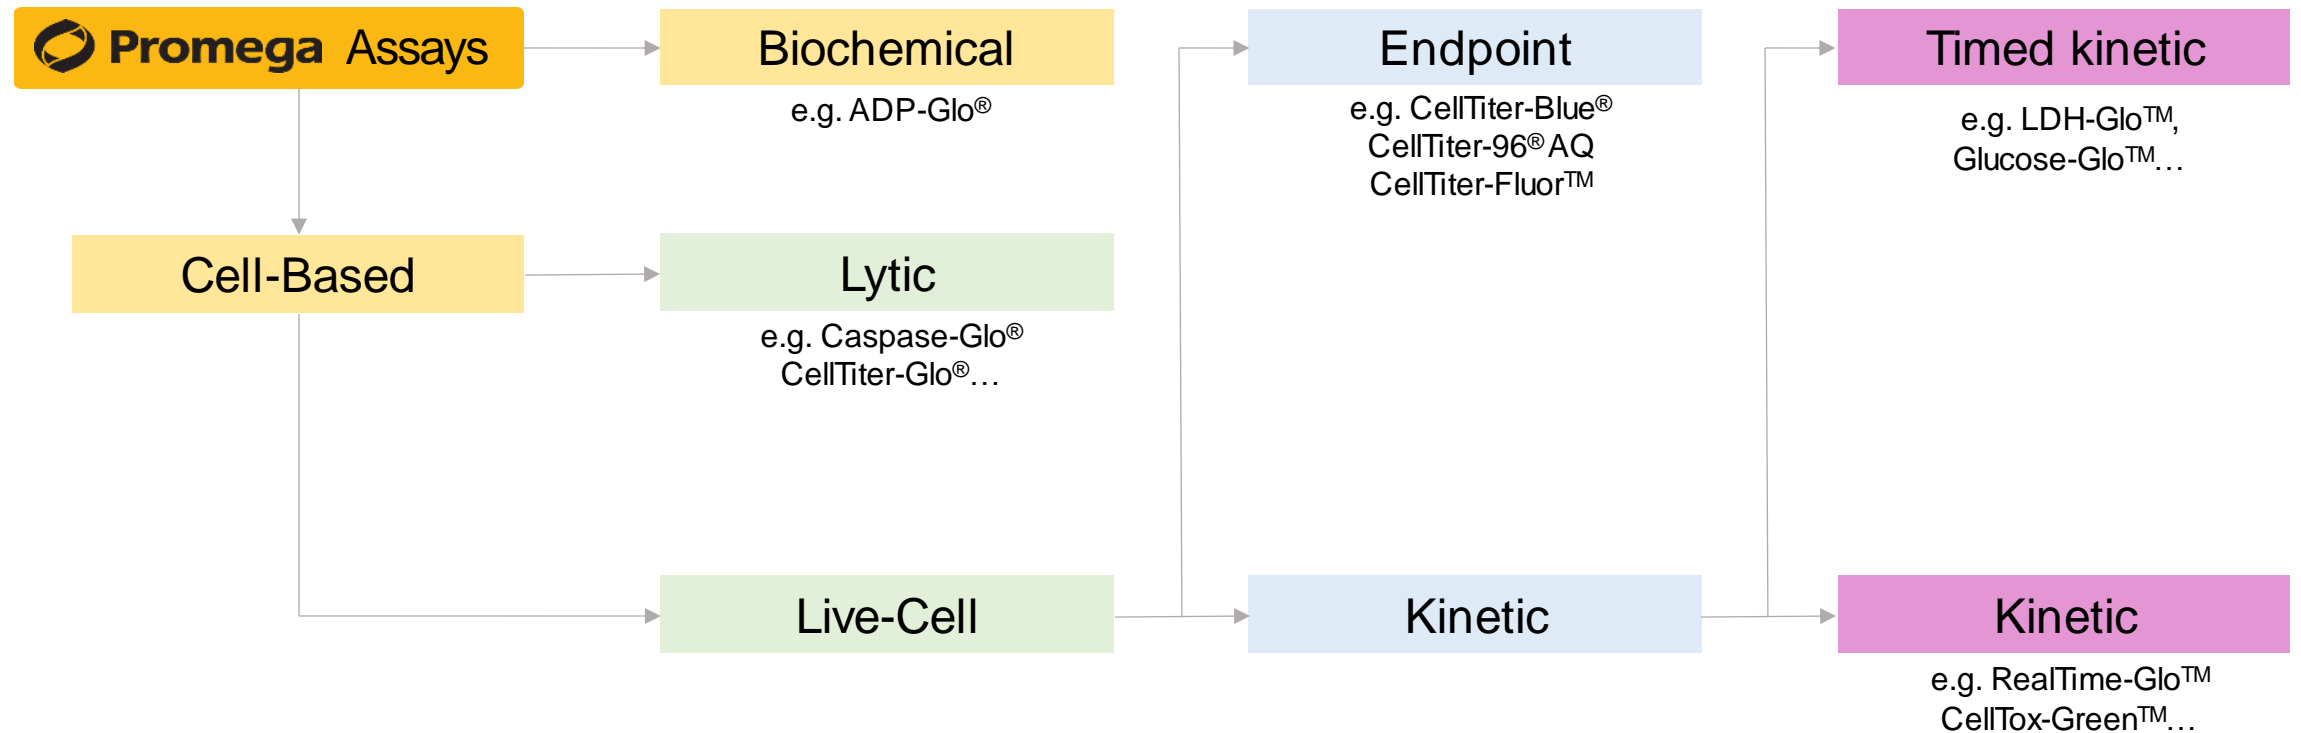 Promega Assays
Biochemical
e.g. ADP-Glo®
Endpoint
e.g. CellTiter-Blue®
CellTiter-96® AQ
CellTiter-Fluor™
Timed kinetic
e.g. LDH-Glo™,
Glucose-Glo™…
Cell-Based
Lytic
e.g. Caspase-Glo®
CellTiter-Glo®…
Live-Cell
Kinetic
Kinetic
e.g. RealTime-Glo™
CellTox-Green™…